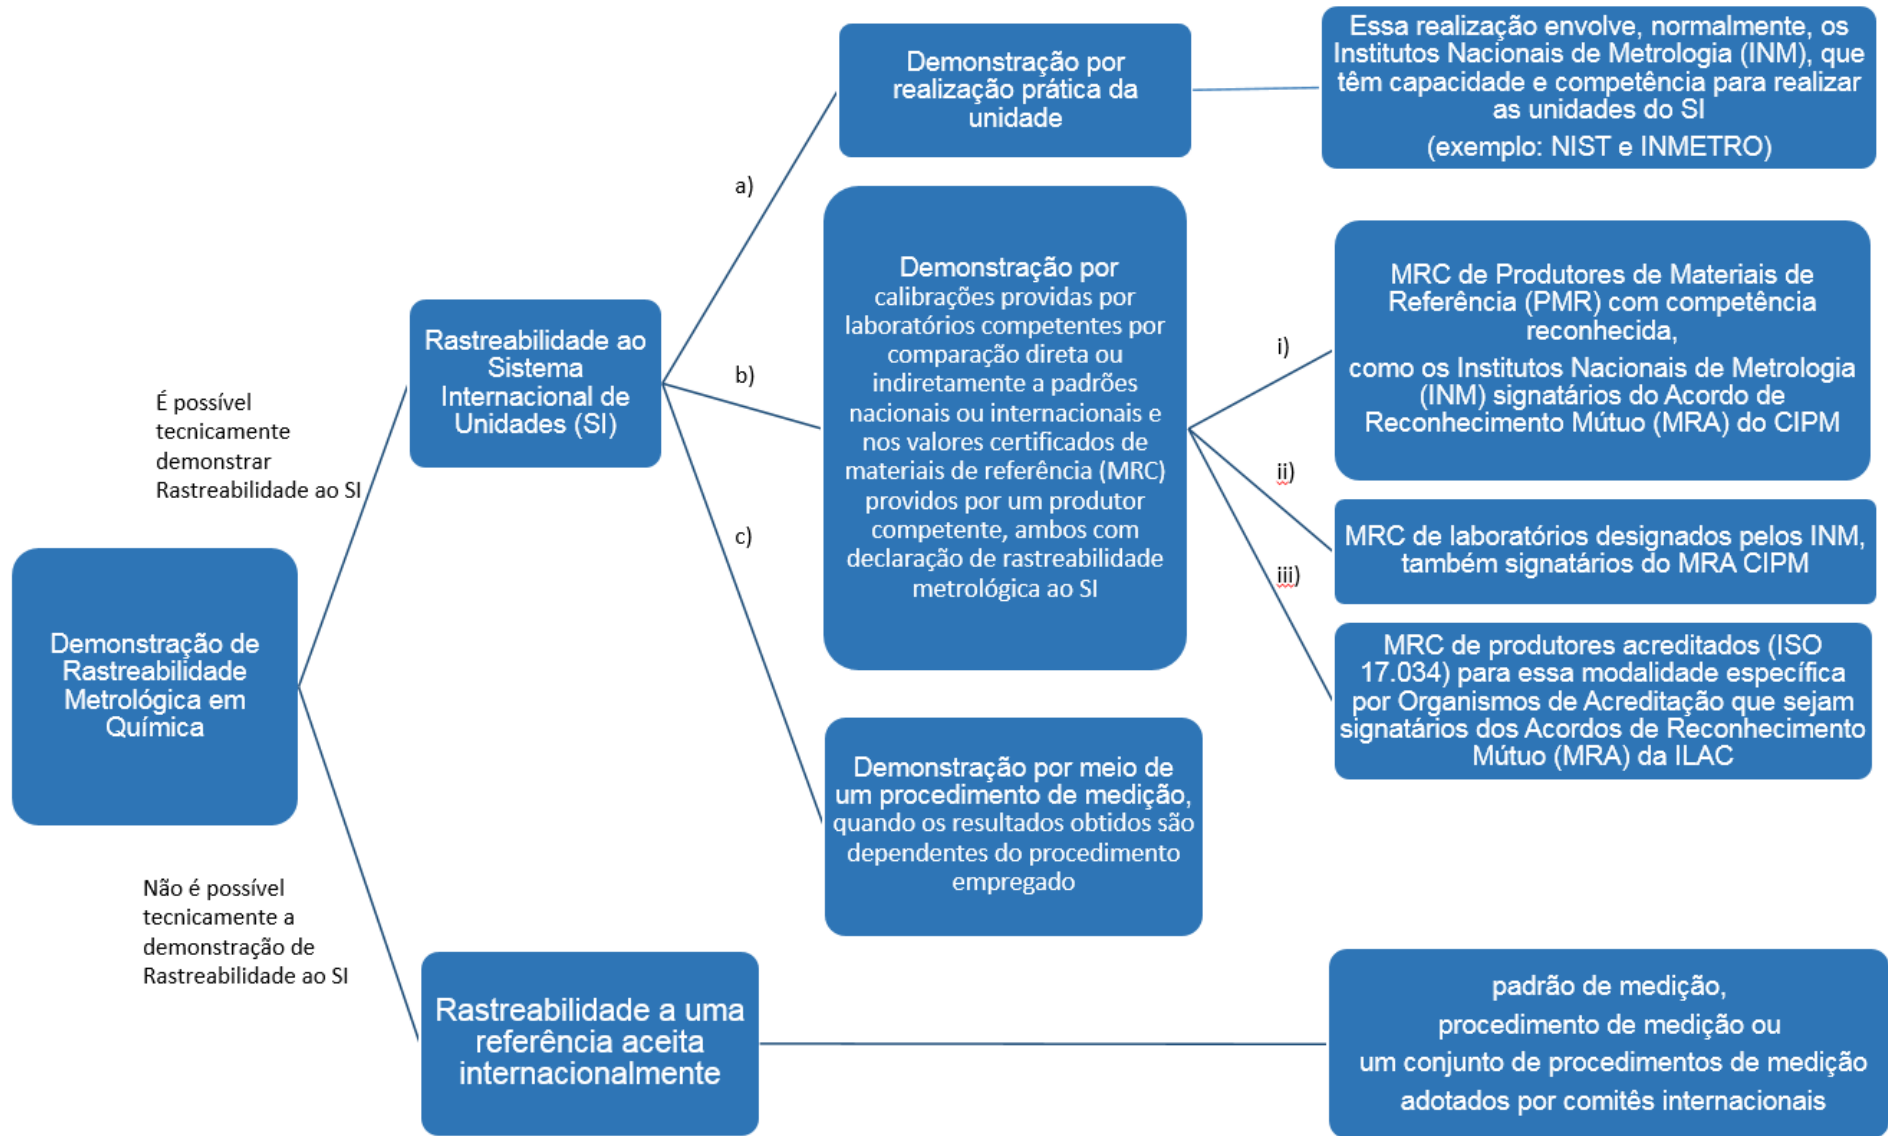 Demonstração de
Rastreabilidade
Metrológica em
Química
É possível
tecnicamente
demonstrar
Rastreabilidade ao SI
Rastreabilidade ao
Sistema
Internacional de
Unidades (SI)
a)
Demonstração por
realização prática da
unidade
Essa realização envolve, normalmente, os
Institutos Nacionais de Metrologia (INM), que
têm capacidade e competência para realizar
as unidades do SI
(exemplo: NIST e INMETRO)
b)
Demonstração por
calibrações providas por
laboratórios competentes por
comparação direta ou
indiretamente a padrões
nacionais ou internacionais e
nos valores certificados de
materiais de referência (MRC)
providos por um produtor
competente, ambos com
declaração de rastreabilidade
metrológica ao SI
i)
MRC de Produtores de Materiais de
Referência (PMR) com competência
reconhecida,
como os Institutos Nacionais de Metrologia
(INM) signatários do Acordo de
Reconhecimento Mútuo (MRA) do CIPM
ii)
MRC de laboratórios designados pelos INM,
também signatários do MRA CIPM
iii)
MRC de produtores acreditados (ISO
17.034) para essa modalidade específica
por Organismos de Acreditação que sejam
signatários dos Acordos de Reconhecimento
Mútuo (MRA) da ILAC
c)
Demonstração por meio de
um procedimento de medição,
quando os resultados obtidos são
dependentes do procedimento
empregado
Não é possível
tecnicamente a
demonstração de
Rastreabilidade ao SI
Rastreabilidade a uma
referência aceita
internacionalmente
padrão de medição,
procedimento de medição ou
um conjunto de procedimentos de medição
adotados por comitês internacionais